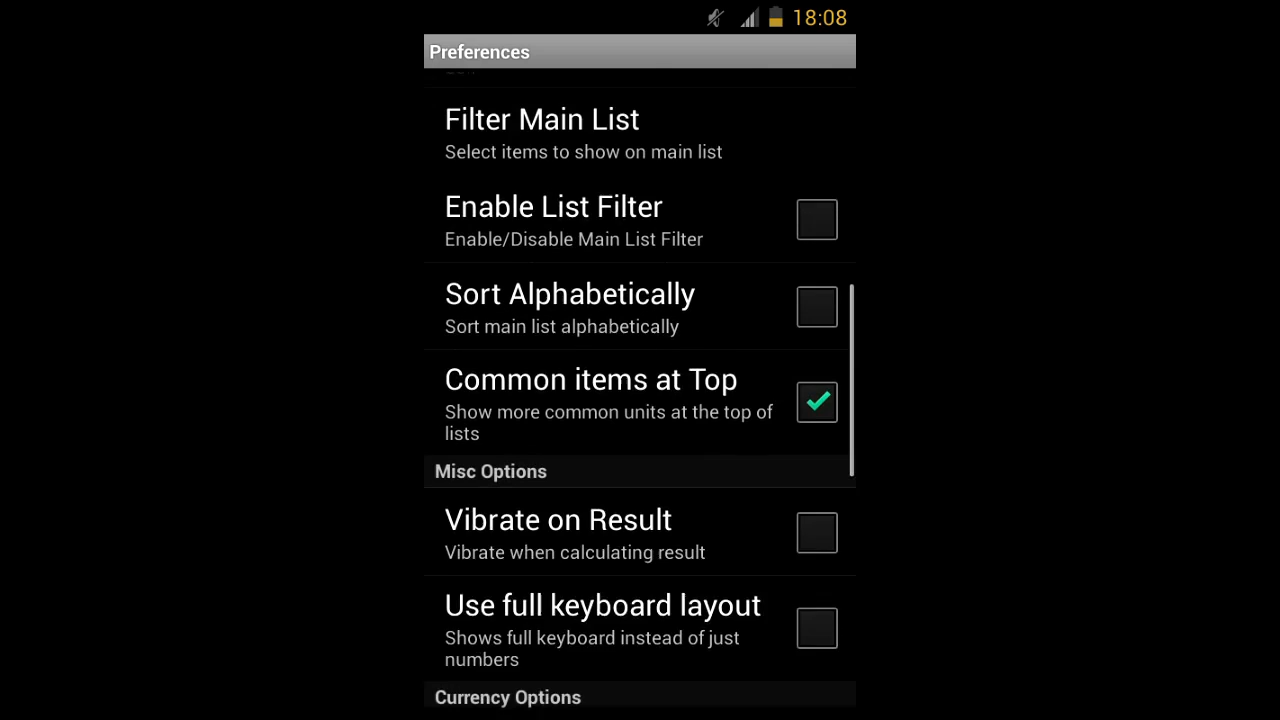 18:08
Preferences
Filter Main List
Select items to show on main list
Enable List Filter
Enable/Disable Main List Filter
Sort Alphabetically
Sort main list alphabetically
Common items at Top
Show more common units at the top of
lists
Misc Options
Vibrate on Result
Vibrate when calculating result
Use full keyboard layout
Shows full keyboard instead of just
numbers
Currency Options